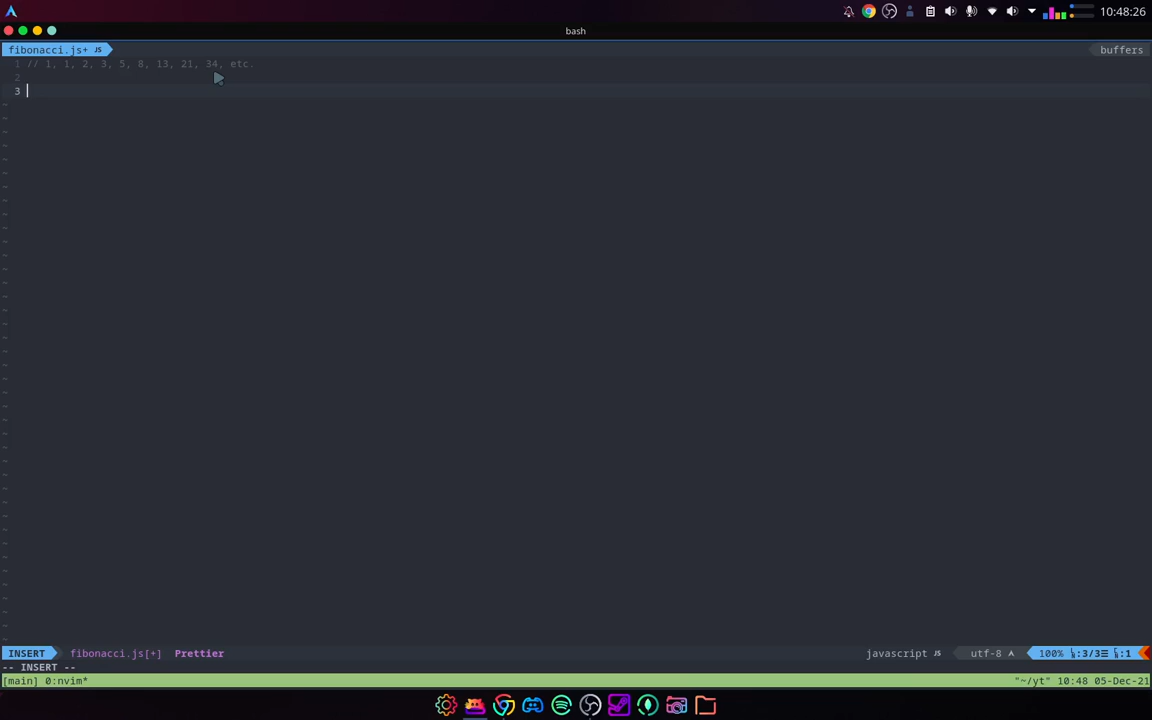 10:48:26
bash
fibonacci.js+ JS
buffers
1 // 1, 1, 2, 3, 5, 8, 13, 21, 34, etc.
2
3
INSERT fibonacci.js[+] Prettier
javascript JS utf-8 100% 3/3 :1
-- INSERT --
[main] 0:nvim* "~/yt" 10:48 05-Dec-21